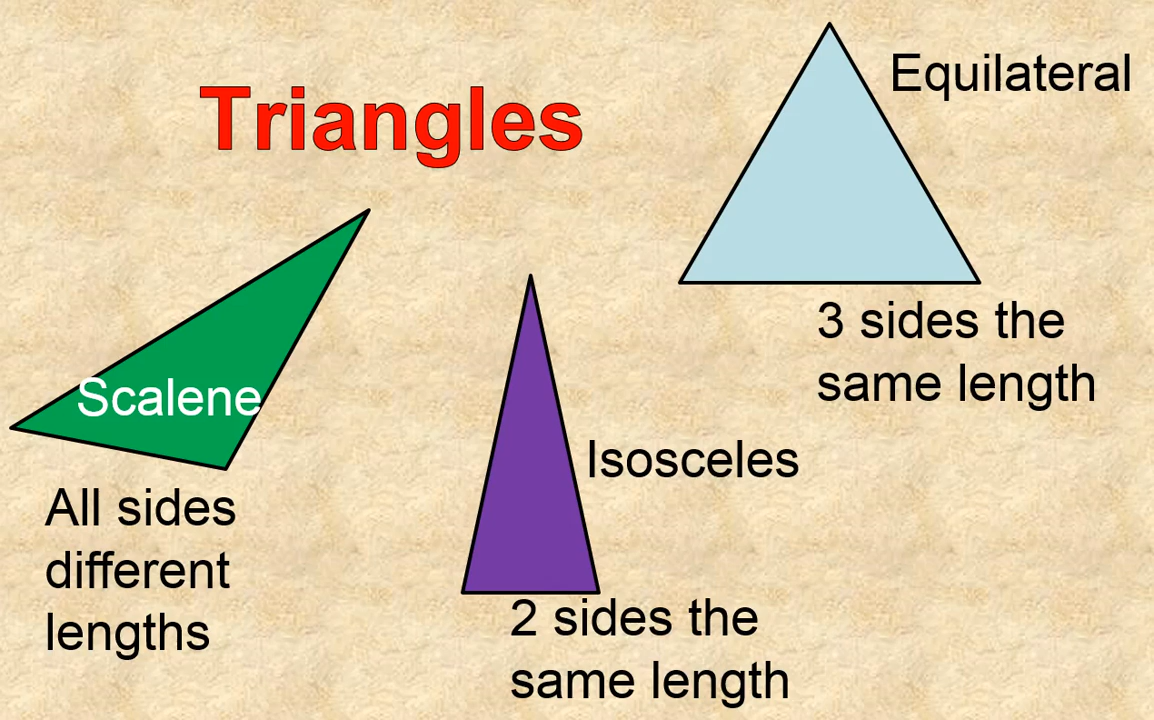 Triangles
Equilateral
3 sides the
same length
Scalene
All sides
different
lengths
Isosceles
2 sides the
same length